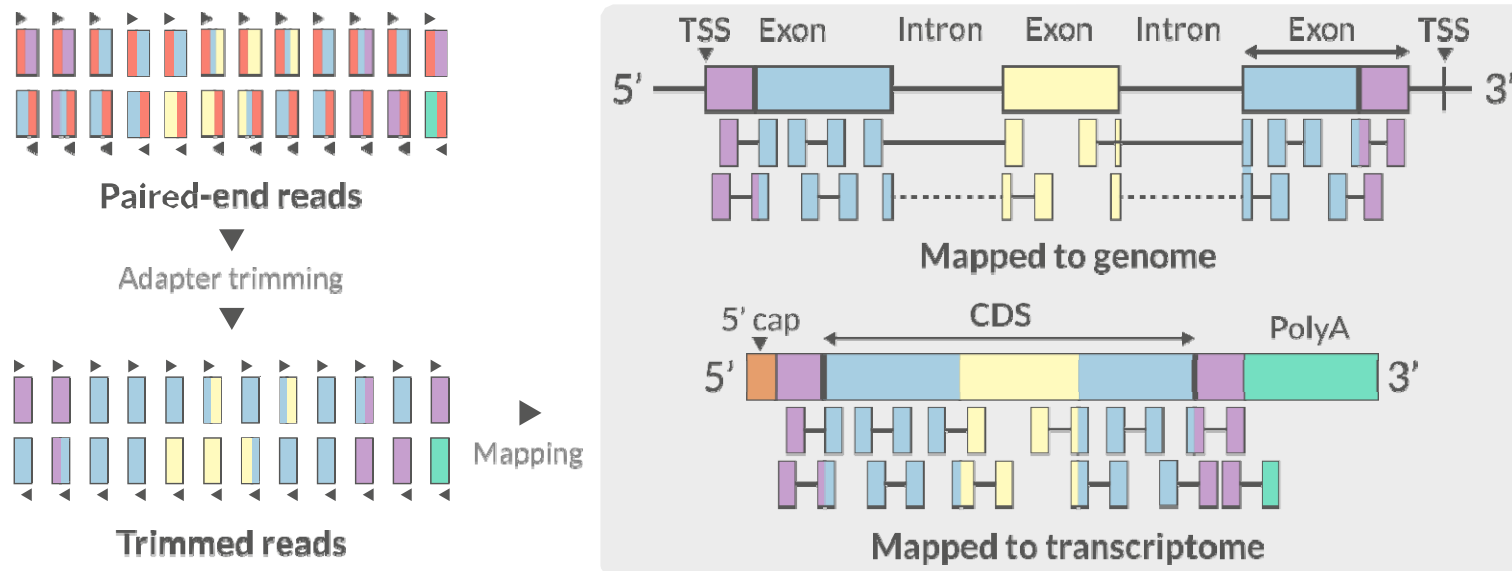 Paired-end reads
Adapter trimming
Trimmed reads
Mapping
TSS Exon Intron Exon Intron Exon TSS
5’ 3’
Mapped to genome
5’ cap CDS PolyA
5’ 3’
Mapped to transcriptome